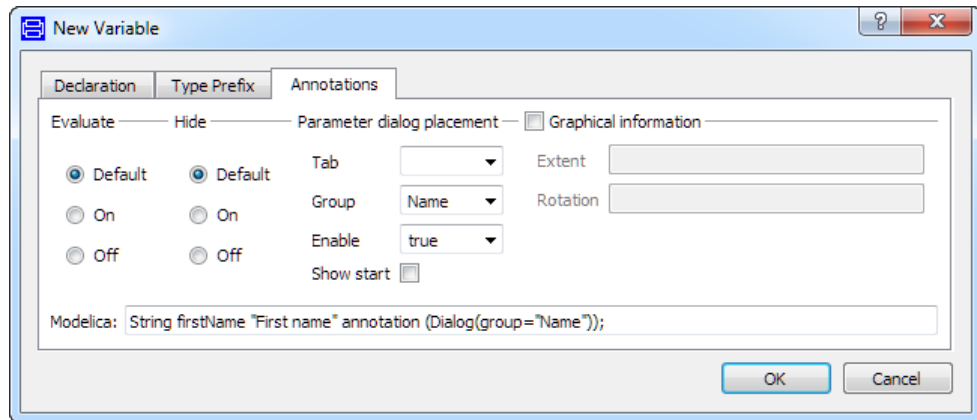 New Variable
Declaration Type Prefix Annotations
Evaluate Hide Parameter dialog placement Graphical information
Default Default Tab Extent
On On Group Name Rotation
Off Off Enable true
Show start
Modelica: String firstName "First name" annotation (Dialog(group="Name"));
OK Cancel